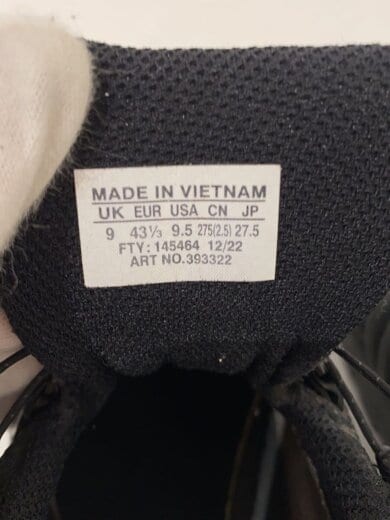 MADE IN VIETNAM
UK EUR USA CN JP
9 43⅓ 9.5 275(2.5) 27.5
FTY: 145464 12/22
ART NO.393322